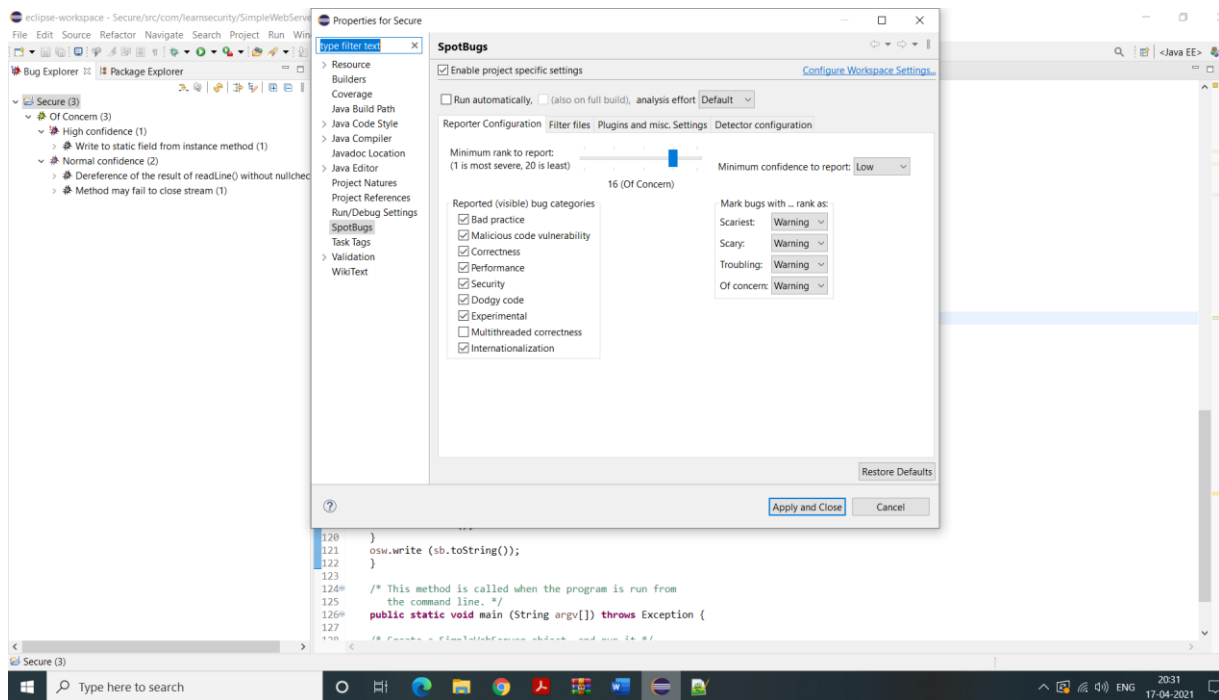 eclipse-workspace - Secure/src/com/learnsecurity/SimpleWebServe
File Edit Source Refactor Navigate Search Project Run Win
<Java EE>
Bug Explorer
Package Explorer
Secure (3)
Of Concern (3)
High confidence (1)
Write to static field from instance method (1)
Normal confidence (2)
Dereference of the result of readLine() without nullchec
Method may fail to close stream (1)
Properties for Secure
type filter text
Resource
Builders
Coverage
Java Build Path
Java Code Style
Java Compiler
Javadoc Location
Java Editor
Project Natures
Project References
Run/Debug Settings
SpotBugs
Task Tags
Validation
WikiText
SpotBugs
Enable project specific settings
Configure Workspace Settings...
Run automatically, (also on full build), analysis effort Default
Reporter Configuration Filter files Plugins and misc. Settings Detector configuration
Minimum rank to report:
(1 is most severe, 20 is least)
16 (Of Concern)
Minimum confidence to report: Low
Reported (visible) bug categories
Bad practice
Malicious code vulnerability
Correctness
Performance
Security
Dodgy code
Experimental
Multithreaded correctness
Internationalization
Mark bugs with ... rank as:
Scariest: Warning
Scary: Warning
Troubling: Warning
Of concern: Warning
Restore Defaults
Apply and Close
Cancel
120 }
121 osw.write (sb.toString());
122 }
123
124 /* This method is called when the program is run from
125 the command line. */
126 public static void main (String argv[]) throws Exception {
127
Secure (3)
Type here to search
ENG
20:31
17-04-2021